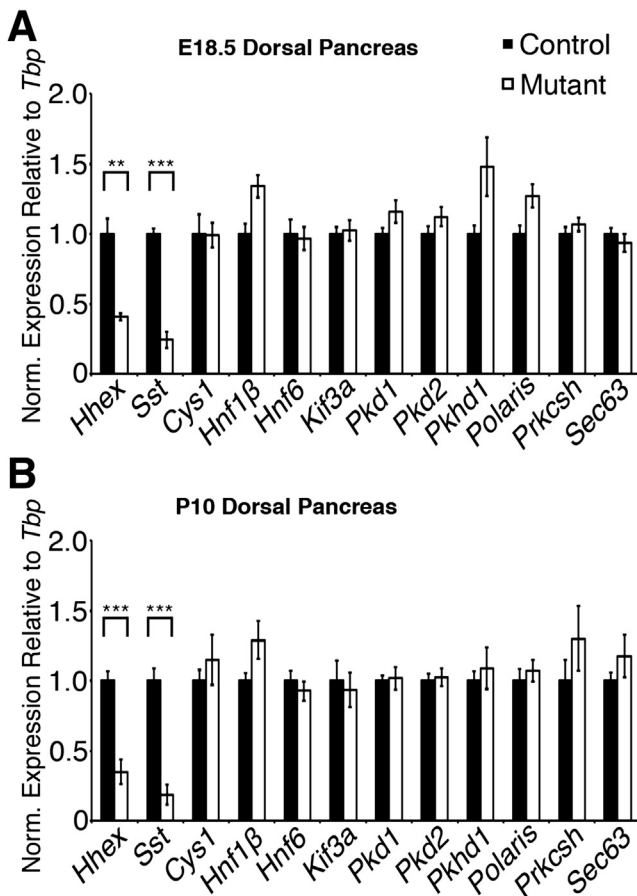 A
E18.5 Dorsal Pancreas
Control
Mutant
Norm. Expression Relative to Tbp
2.0
1.5
1.0
0.5
0
** ***
Hhex Sst Cys1 Hnf1β Hnf6 Kif3a Pkd1 Pkd2 Pkhd1 Polaris Prkcsh Sec63
B
P10 Dorsal Pancreas
Norm. Expression Relative to Tbp
2.0
1.5
1.0
0.5
0
*** ***
Hhex Sst Cys1 Hnf1β Hnf6 Kif3a Pkd1 Pkd2 Pkhd1 Polaris Prkcsh Sec63